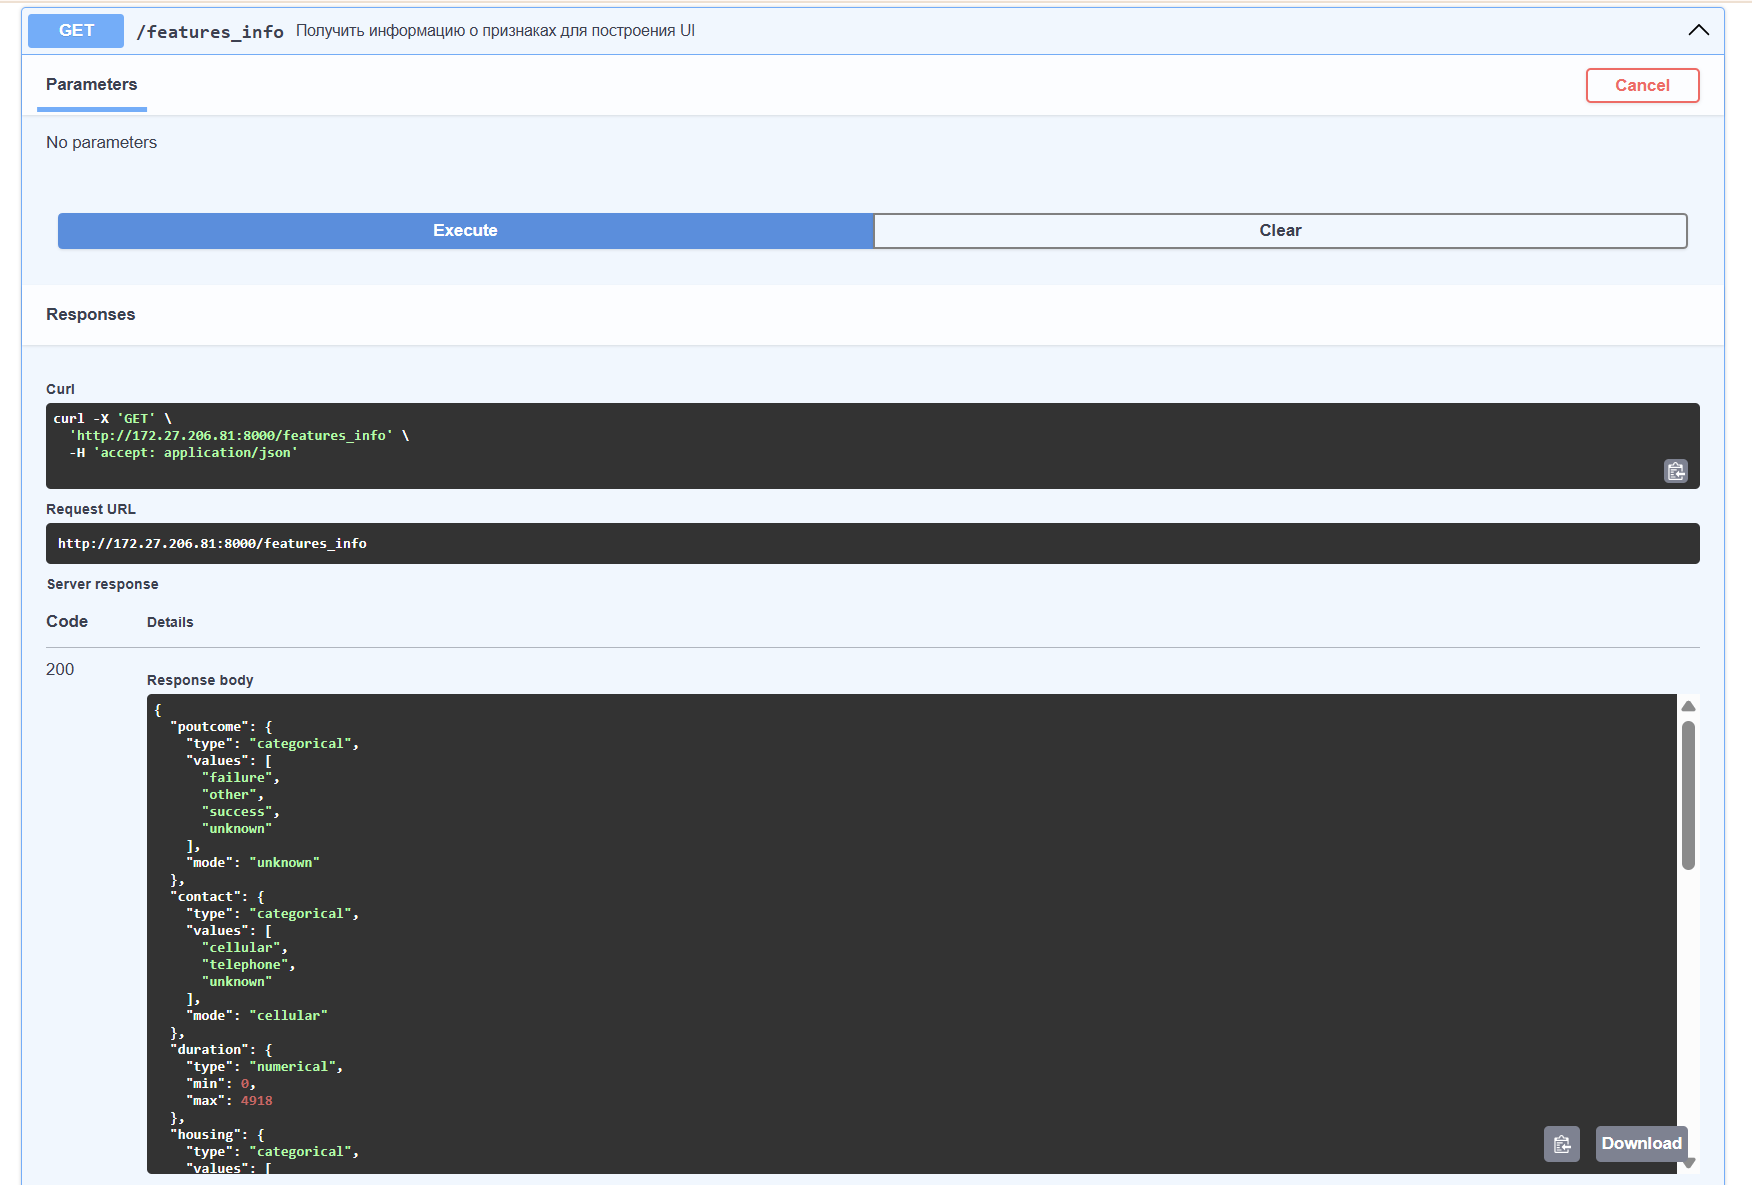 GET /features_info Получить информацию о признаках для построения UI
Parameters
Cancel
No parameters
Execute
Clear
Responses
Curl
curl -X 'GET' \
  'http://172.27.206.81:8000/features_info' \
  -H 'accept: application/json'
Request URL
http://172.27.206.81:8000/features_info
Server response
Code Details
200
Response body
{
  "poutcome": {
    "type": "categorical",
    "values": [
      "failure",
      "other",
      "success",
      "unknown"
    ],
    "mode": "unknown"
  },
  "contact": {
    "type": "categorical",
    "values": [
      "cellular",
      "telephone",
      "unknown"
    ],
    "mode": "cellular"
  },
  "duration": {
    "type": "numerical",
    "min": 0,
    "max": 4918
  },
  "housing": {
    "type": "categorical",
    "values": [
Download